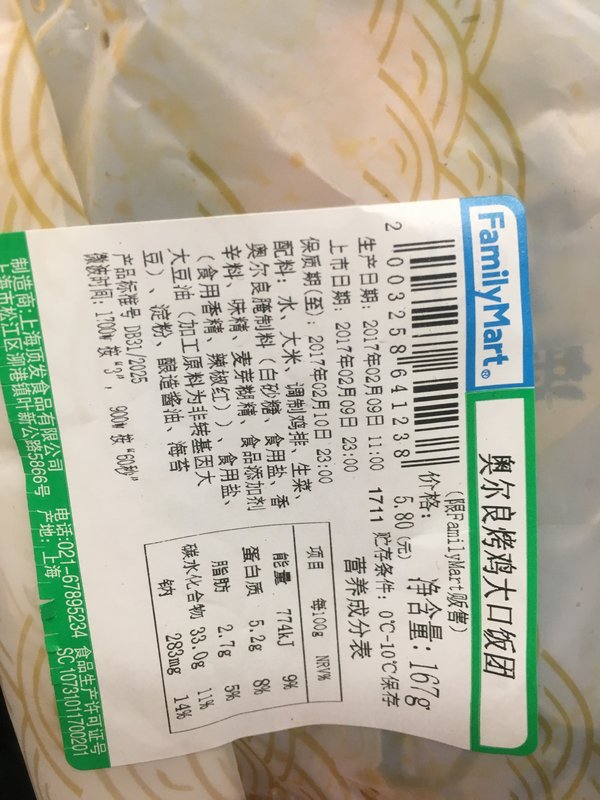 FamilyMart®
奥尔良烤鸡大口饭团
(限FamilyMart贩售)
2 003258 641238
价格: 5.80(元) 净含量: 167g
生产日期: 2017年02月09日 11:00 1711 贮存条件: 0℃-10℃保存
上市日期: 2017年02月09日 23:00
保质期(至): 2017年02月10日 23:00
配料: 水、大米、调制鸡排、生菜、
奥尔良腌制料(白砂糖、食用盐、香
辛料、味精、麦芽糊精、食品添加剂
(食用香精、辣椒红))、食用盐、
大豆油(加工原料为非转基因大
豆)、淀粉、酿造酱油、海苔
产品标准号 DB31/2025
微波时间: 1700W 按"3", 900W 按"60秒"
营养成分表
项目 每100g NRV%
能量 774kJ 9%
蛋白质 5.2g 8%
脂肪 2.7g 5%
碳水化合物 33.0g 11%
钠 283mg 14%
制造商: 上海顶发食品有限公司 电话:021-67895234 食品生产许可证号
上海市松江区泖港镇叶新公路5866号 产地: 上海 SC10731011700201